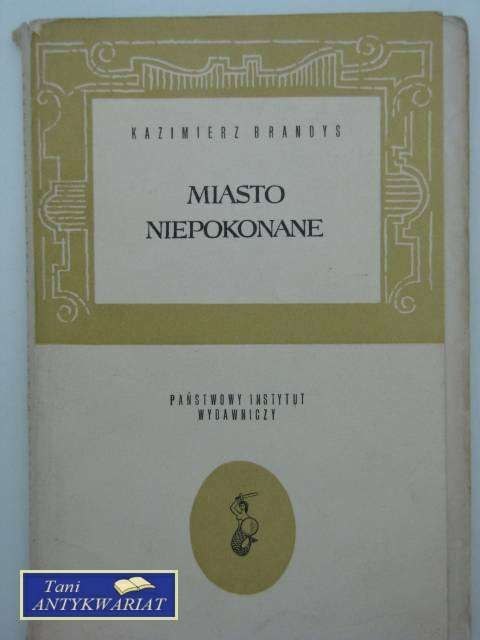 KAZIMIERZ BRANDYS
MIASTO
NIEPOKONANE
PAŃSTWOWY INSTYTUT
WYDAWNICZY
Tani
ANTYKWARIAT